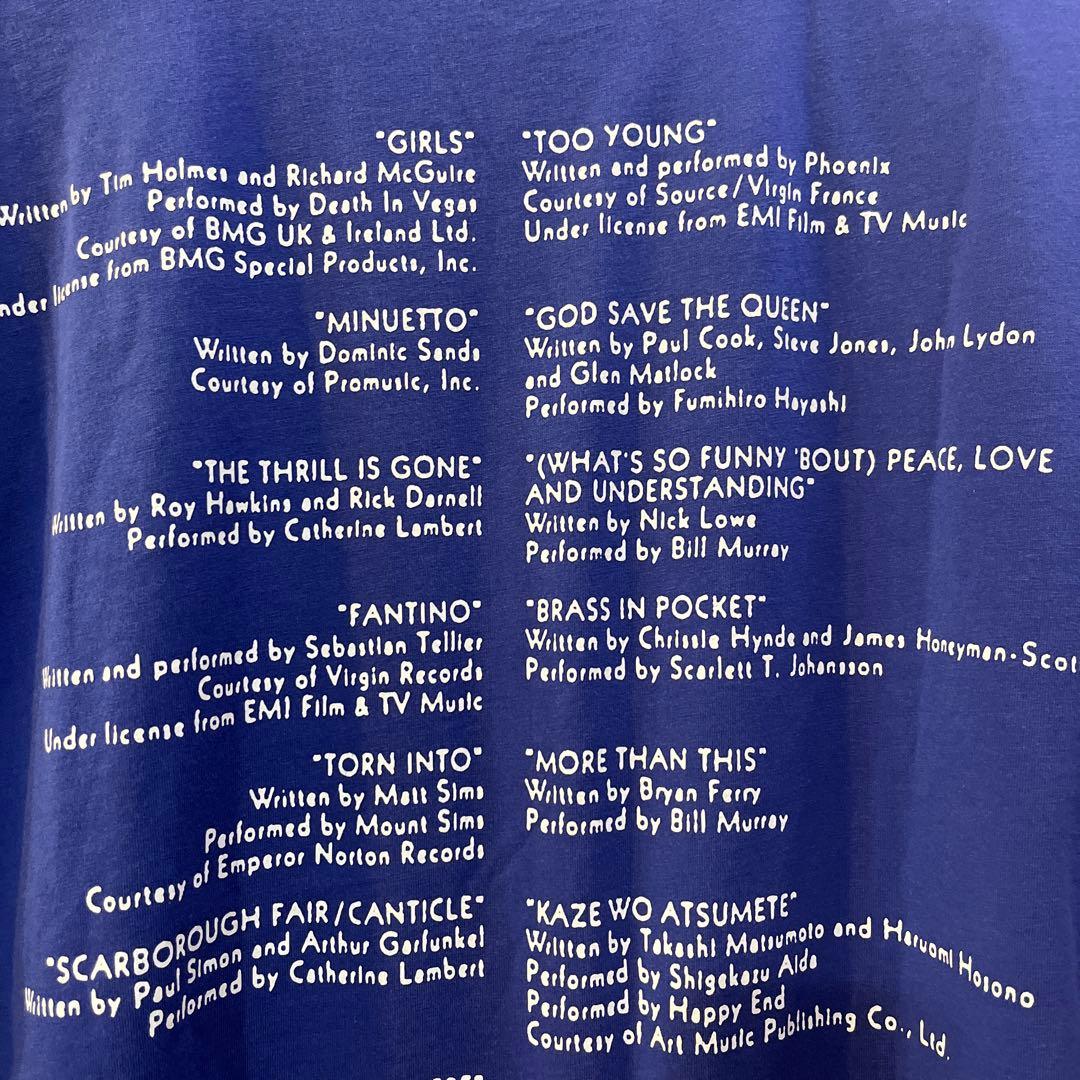 "GIRLS"
Written by Tim Holmes and Richard McGuire
Performed by Death In Vegas
Courtesy of BMG UK & Ireland Ltd.
nder license from BMG Special Products, Inc.
"MINUETTO"
Written by Dominic Sands
Courtesy of Promusic, Inc.
"THE THRILL IS GONE"
Written by Roy Hawkins and Rick Darnell
Performed by Catherine Lambert
"FANTINO"
Written and performed by Sebastian Tellier
Courtesy of Virgin Records
Under license from EMI Film & TV Music
"TORN INTO"
Written by Matt Sims
Performed by Mount Sims
Courtesy of Emperor Norton Records
"SCARBOROUGH FAIR/CANTICLE"
Written by Paul Simon and Arthur Garfunkel
Performed by Catherine Lambert
"TOO YOUNG"
Written and performed by Phoenix
Courtesy of Source/Virgin France
Under license from EMI Film & TV Music
"GOD SAVE THE QUEEN"
Written by Paul Cook, Steve Jones, John Lydon
and Glen Matlock
Performed by Fumihiro Hayashi
"(WHAT'S SO FUNNY 'BOUT) PEACE, LOVE
AND UNDERSTANDING"
Written by Nick Lowe
Performed by Bill Murray
"BRASS IN POCKET"
Written by Chrissie Hynde and James Honeyman-Scot
Performed by Scarlett T. Johansson
"MORE THAN THIS"
Written by Bryan Ferry
Performed by Bill Murray
"KAZE WO ATSUMETE"
Written by Takashi Matsumoto and Haruomi Hosono
Performed by Shigekazu Aida
Performed by Happy End
Courtesy of Art Music Publishing Co., Ltd.